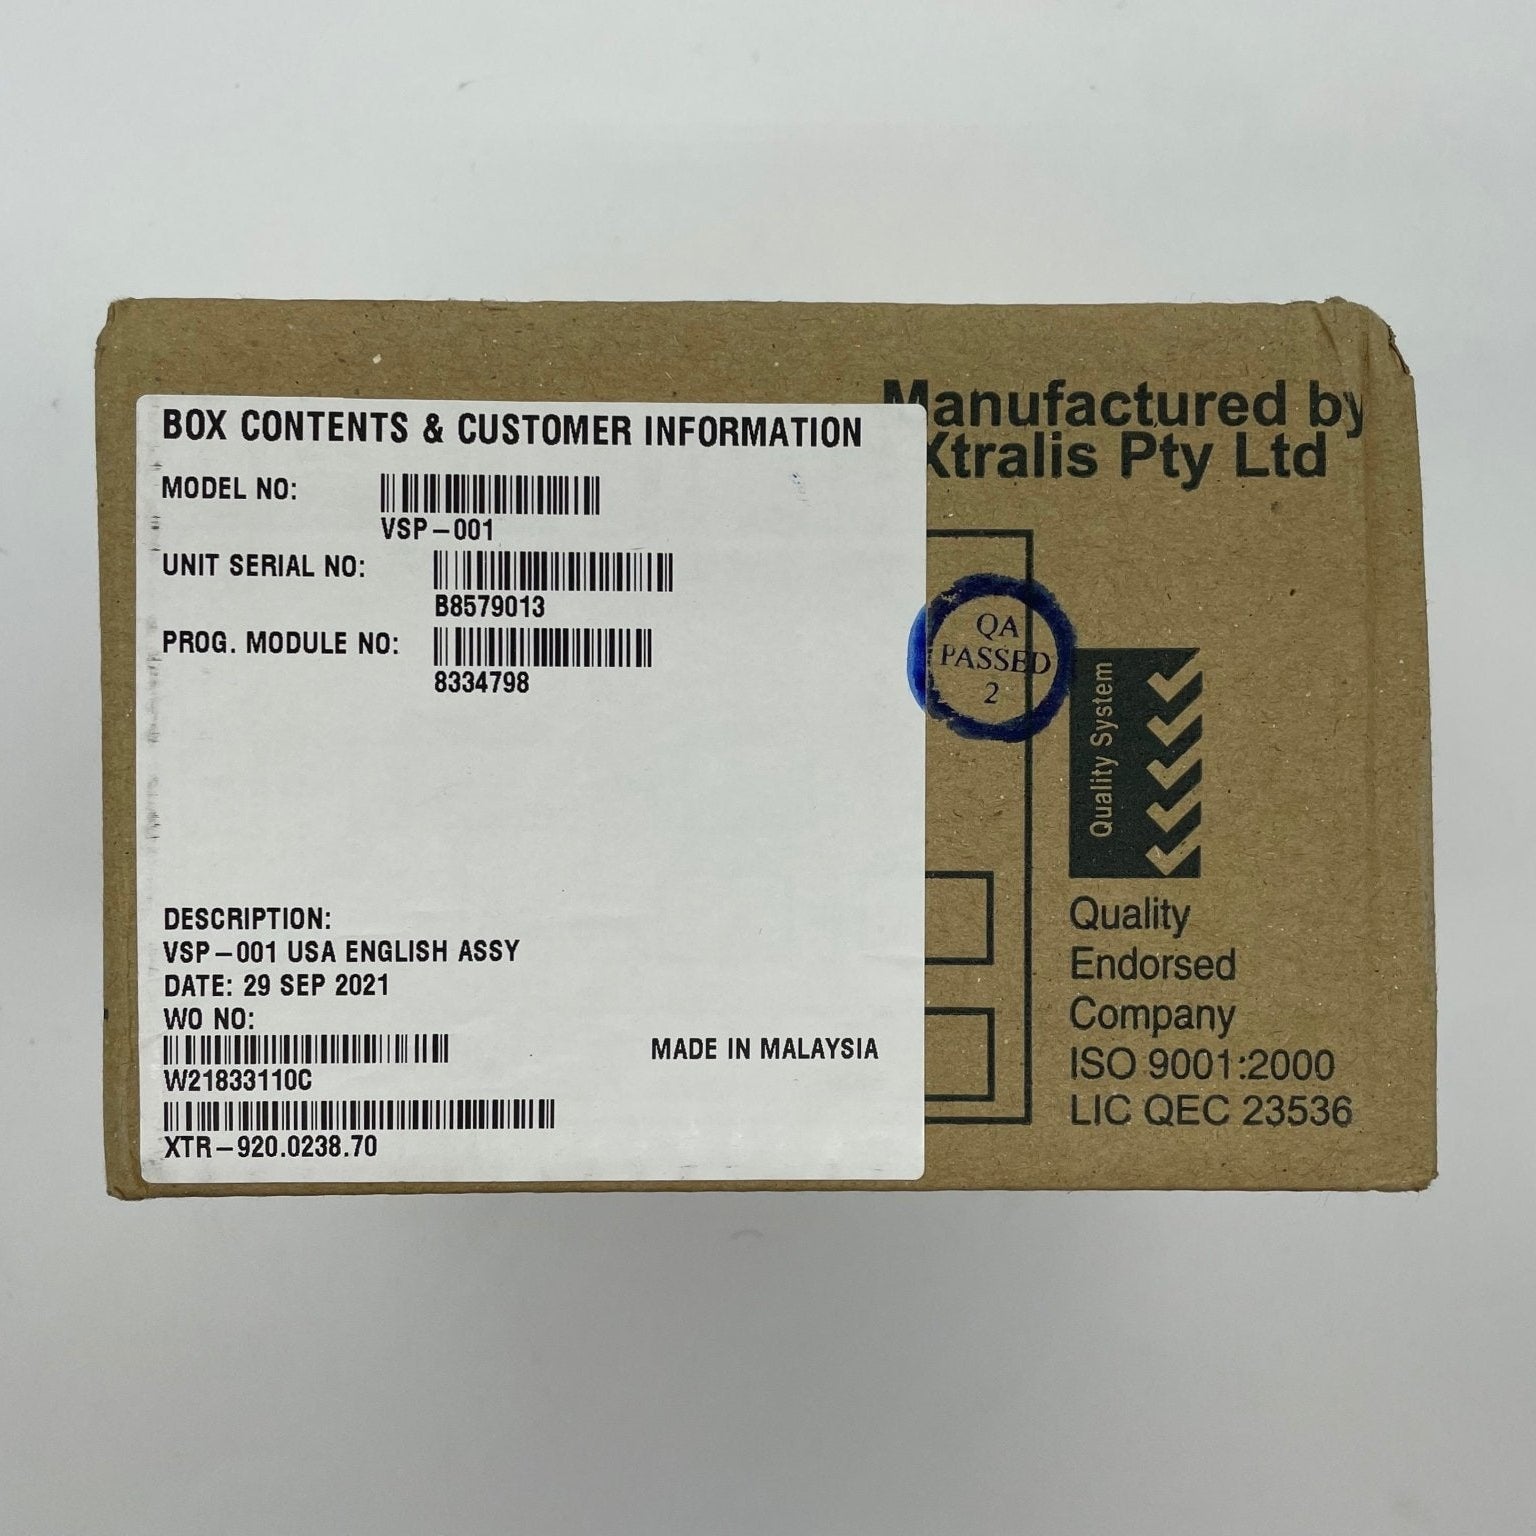 BOX CONTENTS & CUSTOMER INFORMATION
MODEL NO:
VSP-001
UNIT SERIAL NO:
B8579013
PROG. MODULE NO:
8334798
DESCRIPTION:
VSP-001 USA ENGLISH ASSY
DATE: 29 SEP 2021
WO NO:
W21833110C
MADE IN MALAYSIA
XTR-920.0238.70
Manufactured by
Xtralis Pty Ltd
QA
PASSED
2
Quality System
Quality
Endorsed
Company
ISO 9001:2000
LIC QEC 23536